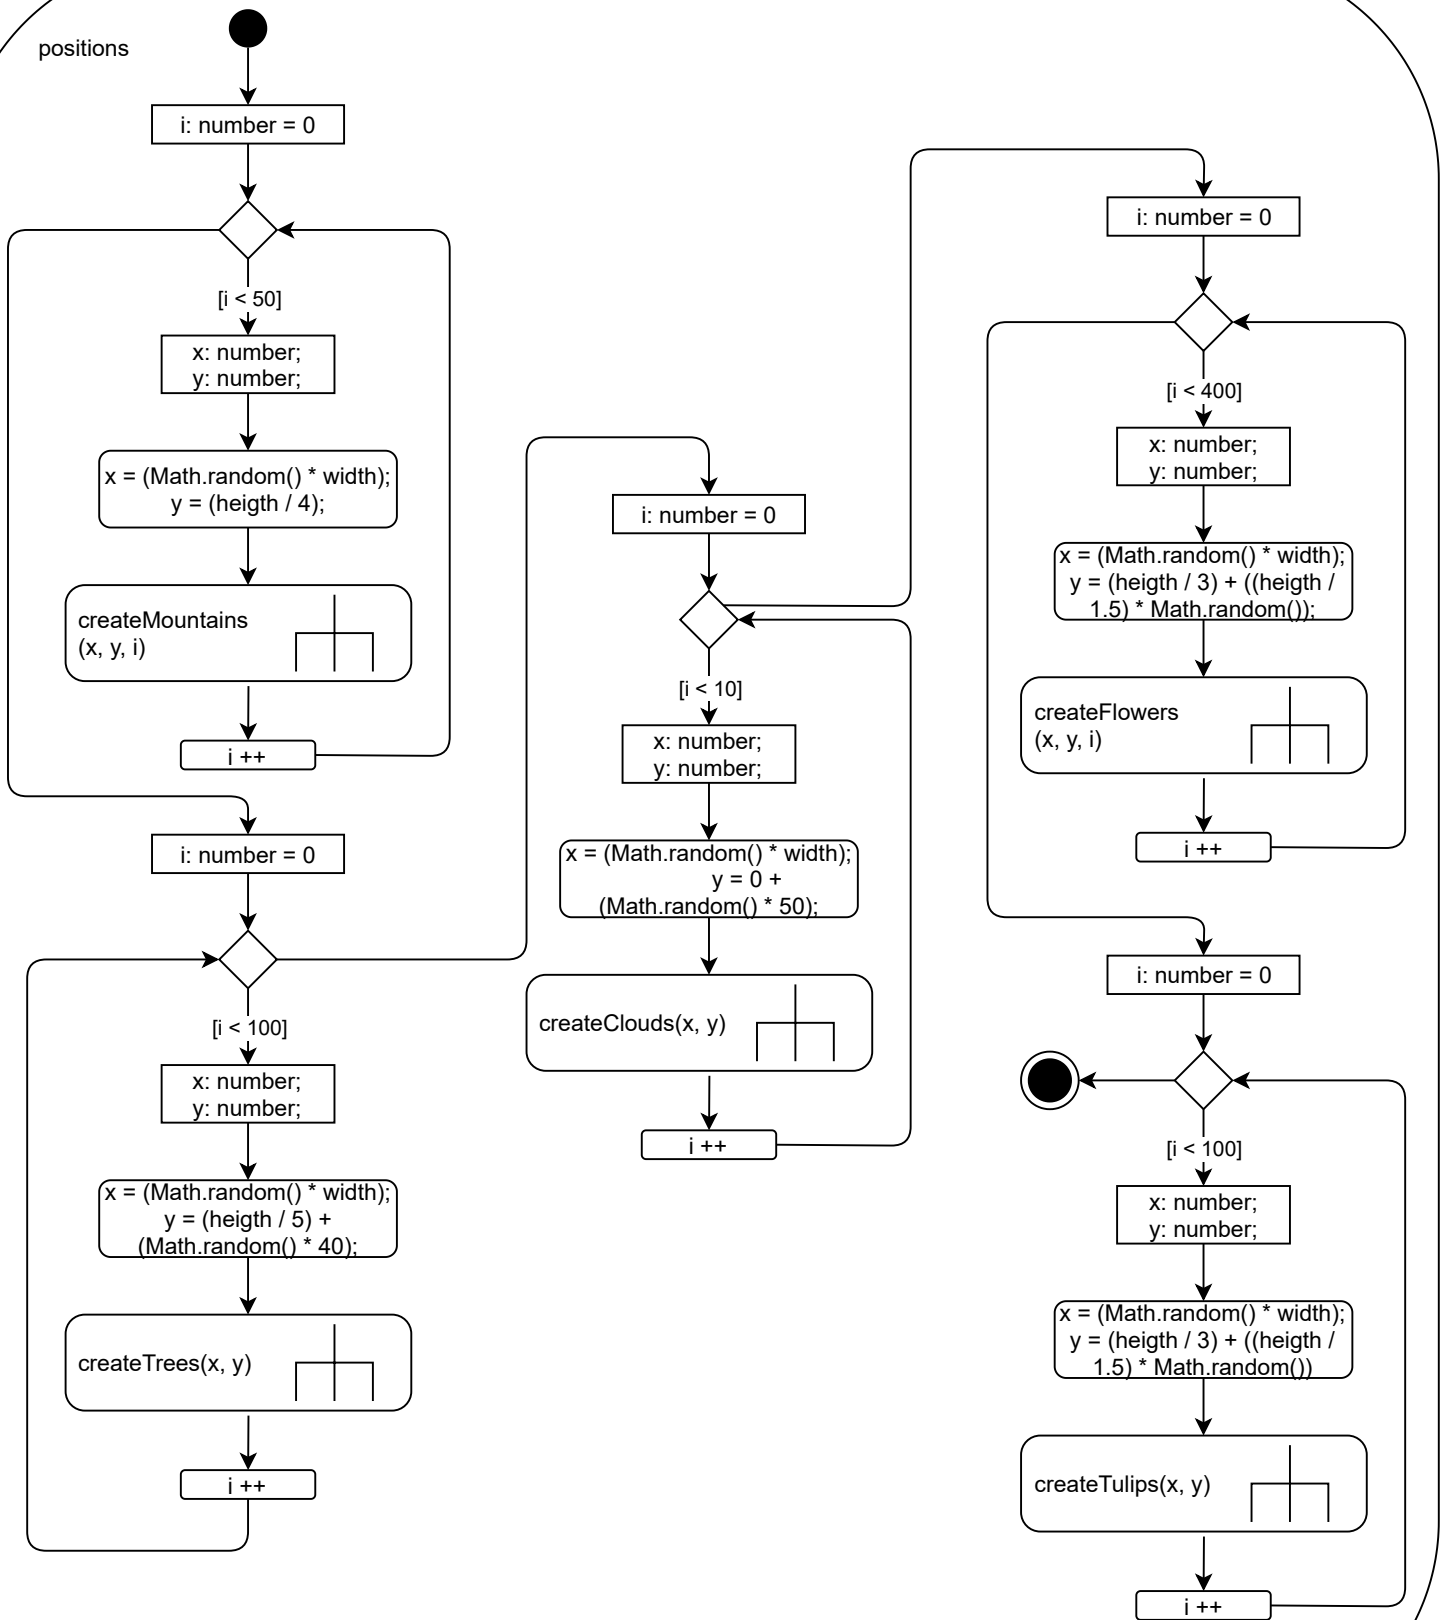 positions
i: number = 0
[i < 50]
x: number;
y: number;
x = (Math.random() * width);
y = (heigth / 4);
createMountains
(x, y, i)
i ++
i: number = 0
[i < 100]
x: number;
y: number;
x = (Math.random() * width);
y = (heigth / 5) +
(Math.random() * 40);
createTrees(x, y)
i ++
i: number = 0
[i < 10]
x: number;
y: number;
x = (Math.random() * width);
y = 0 +
(Math.random() * 50);
createClouds(x, y)
i ++
i: number = 0
[i < 400]
x: number;
y: number;
x = (Math.random() * width);
y = (heigth / 3) + ((heigth /
1.5) * Math.random());
createFlowers
(x, y, i)
i ++
i: number = 0
[i < 100]
x: number;
y: number;
x = (Math.random() * width);
y = (heigth / 3) + ((heigth /
1.5) * Math.random())
createTulips(x, y)
i ++